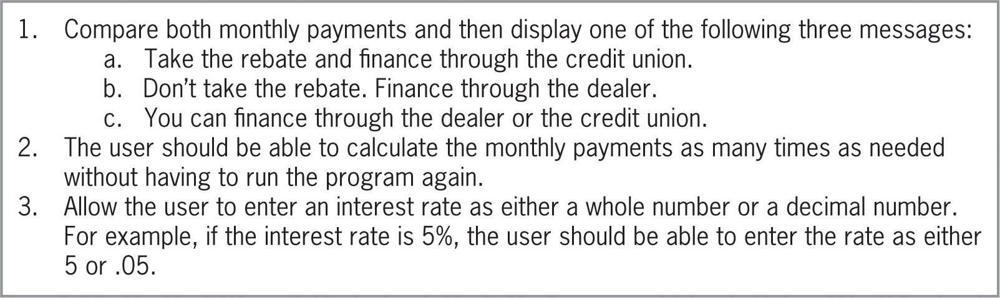 1. Compare both monthly payments and then display one of the following three messages:
a. Take the rebate and finance through the credit union.
b. Don’t take the rebate. Finance through the dealer.
c. You can finance through the dealer or the credit union.
2. The user should be able to calculate the monthly payments as many times as needed
without having to run the program again.
3. Allow the user to enter an interest rate as either a whole number or a decimal number.
For example, if the interest rate is 5%, the user should be able to enter the rate as either
5 or .05.